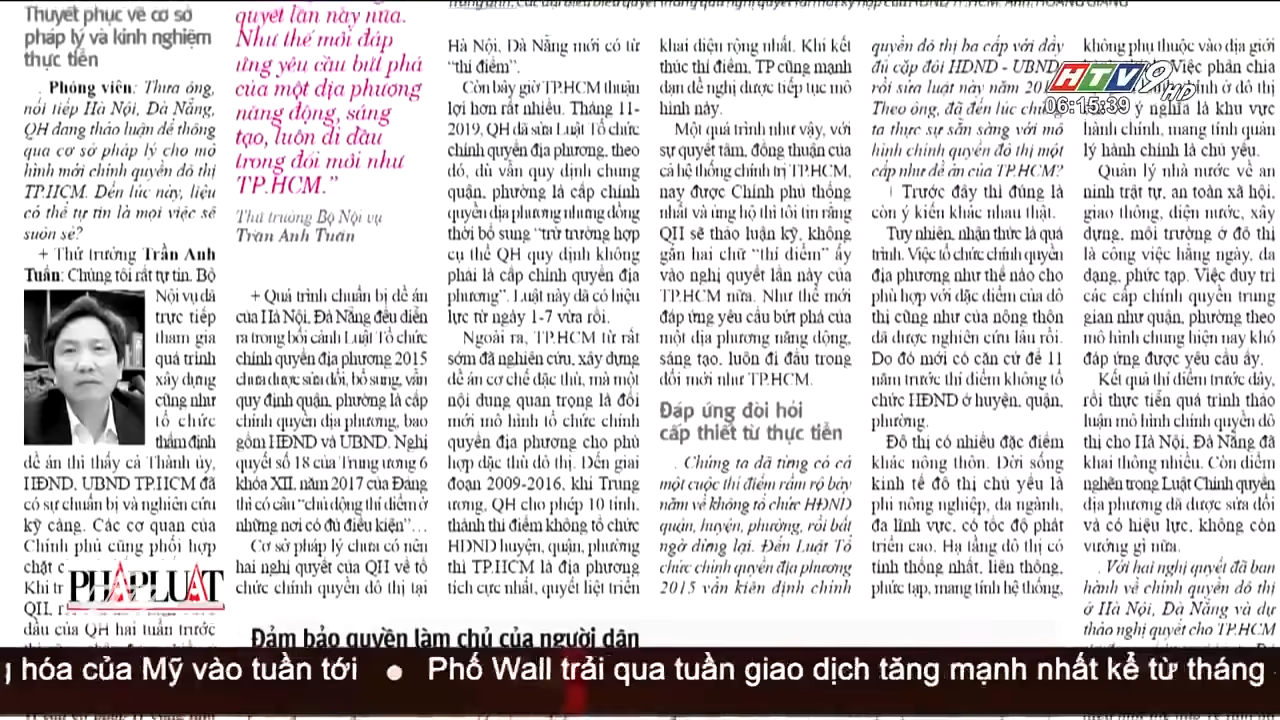 Thuyết phục về cơ sở
pháp lý và kinh nghiệm
thực tiễn
. Phóng viên: Thưa ông,
nối tiếp Hà Nội, Đà Nẵng,
QH đang thảo luận để thông
qua cơ sở pháp lý cho mô
hình mới chính quyền đô thị
TP.HCM. Đến lúc này, liệu
có thể tự tin là mọi việc sẽ
suôn sẻ?
+ Thứ trưởng Trần Anh
Tuấn: Chúng tôi rất tự tin. Bộ
Nội vụ đã
trực tiếp
tham gia
quá trình
xây dựng
cũng như
tổ chức
thẩm định
đề án thì thấy cả Thành ủy,
HĐND, UBND TP.HCM đã
có sự chuẩn bị và nghiên cứu
kỹ càng. Các cơ quan của
Chính phủ cũng phối hợp
chặt
Khi
QH,
đầu của QH hai tuần trước
PHÁP LUẬT
quyết lần này nữa.
Như thế mới đáp
ứng yêu cầu bứt phá
của một địa phương
năng động, sáng
tạo, luôn đi đầu
trong đổi mới như
TP.HCM.”
Thứ trưởng Bộ Nội vụ
Trần Anh Tuấn
+ Quá trình chuẩn bị đề án
của Hà Nội, Đà Nẵng đều diễn
ra trong bối cảnh Luật Tổ chức
chính quyền địa phương 2015
chưa được sửa đổi, bổ sung, vẫn
quy định quận, phường là cấp
chính quyền địa phương, bao
gồm HĐND và UBND. Nghị
quyết số 18 của Trung ương 6
khóa XII, năm 2017 của Đảng
thì có câu “chủ động thí điểm ở
những nơi có đủ điều kiện”…
Cơ sở pháp lý chưa có nên
hai nghị quyết của QH về tổ
chức chính quyền đô thị tại
Đảm bảo quyền làm chủ của người dân
Hà Nội, Đà Nẵng mới có từ
“thí điểm”.
Còn bây giờ TP.HCM thuận
lợi hơn rất nhiều. Tháng 11-
2019, QH đã sửa Luật Tổ chức
chính quyền địa phương, theo
đó, dù vẫn quy định chung
quận, phường là cấp chính
quyền địa phương nhưng đồng
thời bổ sung “trừ trường hợp
cụ thể QH quy định không
phải là cấp chính quyền địa
phương”. Luật này đã có hiệu
lực từ ngày 1-7 vừa rồi.
Ngoài ra, TP.HCM từ rất
sớm đã nghiên cứu, xây dựng
đề án cơ chế đặc thù, mà một
nội dung quan trọng là đổi
mới mô hình tổ chức chính
quyền địa phương cho phù
hợp đặc thù đô thị. Đến giai
đoạn 2009-2016, khi Trung
ương, QH cho phép 10 tỉnh,
thành thí điểm không tổ chức
HĐND huyện, quận, phường
thì TP.HCM là địa phương
tích cực nhất, quyết liệt triển
khai diện rộng nhất. Khi kết
thúc thí điểm, TP cũng mạnh
dạn đề nghị được tiếp tục mô
hình này.
Một quá trình như vậy, với
sự quyết tâm, đồng thuận của
cả hệ thống chính trị TP.HCM,
nay được Chính phủ thống
nhất và ủng hộ thì tôi tin rằng
QH sẽ thảo luận kỹ, không
gắn hai chữ “thí điểm” ấy
vào nghị quyết lần này của
TP.HCM nữa. Như thế mới
đáp ứng yêu cầu bứt phá của
một địa phương năng động,
sáng tạo, luôn đi đầu trong
đổi mới như TP.HCM.
Đáp ứng đòi hỏi
cấp thiết từ thực tiễn
. Chúng ta đã từng có cả
một cuộc thí điểm rầm rộ bảy
năm về không tổ chức HĐND
quận, huyện, phường, rồi bất
ngờ dừng lại. Đến Luật Tổ
chức chính quyền địa phương
2015 vẫn kiên định chính
quyền đô thị ba cấp với đầy
đủ cặp đôi HĐND - UBND
rồi sửa luật này năm
Theo ông, đã đến lúc chúng
ta thực sự sẵn sàng với mô
hình chính quyền đô thị một
cấp như đề án của TP.HCM?
+ Trước đây thì đúng là
còn ý kiến khác nhau thật.
Tuy nhiên, nhận thức là quá
trình. Việc tổ chức chính quyền
địa phương như thế nào cho
phù hợp với đặc điểm của đô
thị cũng như của nông thôn
đã được nghiên cứu lâu rồi.
Do đó mới có căn cứ để 11
năm trước thí điểm không tổ
chức HĐND ở huyện, quận,
phường.
Đô thị có nhiều đặc điểm
khác nông thôn. Đời sống
kinh tế đô thị chủ yếu là
phi nông nghiệp, đa ngành,
đa lĩnh vực, có tốc độ phát
triển cao. Hạ tầng đô thị có
tính thống nhất, liên thông,
phức tạp, mang tính hệ thống,
không phụ thuộc vào địa giới
Việc phân chia
ở đô thị
ý nghĩa là khu vực
hành chính, mang tính quản
lý hành chính là chủ yếu.
Quản lý nhà nước về an
ninh trật tự, an toàn xã hội,
giao thông, điện nước, xây
dựng, môi trường ở đô thị
là công việc hằng ngày, đa
dạng, phức tạp. Việc duy trì
các cấp chính quyền trung
gian như quận, phường theo
mô hình chung hiện nay khó
đáp ứng được yêu cầu ấy.
Kết quả thí điểm trước đây,
rồi thực tiễn quá trình thảo
luận mô hình chính quyền đô
thị cho Hà Nội, Đà Nẵng đã
khai thông nhiều. Còn điểm
nghẽn trong Luật Chính quyền
địa phương đã được sửa đổi
và có hiệu lực, không còn
vướng gì nữa.
. Với hai nghị quyết đã ban
hành về chính quyền đô thị
ở Hà Nội, Đà Nẵng và dự
thảo nghị quyết cho TP.HCM
HTV9 HD
06:15:39
hóa của Mỹ vào tuần tới ● Phố Wall trải qua tuần giao dịch tăng mạnh nhất kể từ tháng